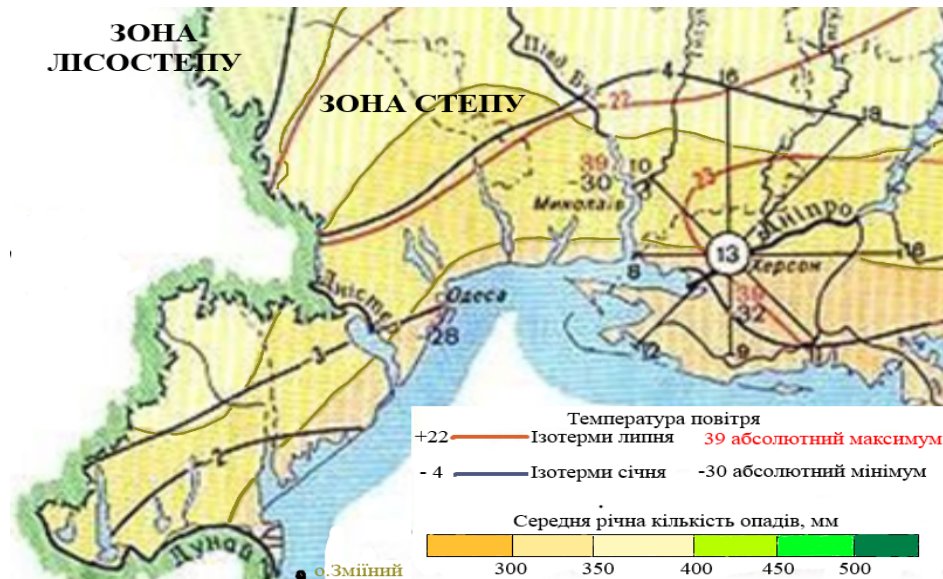 ЗОНА
ЛІСОСТЕПУ
ЗОНА СТЕПУ
Півд Буг
4
16
18
22
39
10
-30
Миколаїв
23
Дніпро
8
13
18
Херсон
39
-32
Дністер
Одеса
-28
3
12
9
11
2
Дунай
о.Зміїний
Температура повітря
+22 Ізотерми липня 39 абсолютний максимум
- 4 Ізотерми січня -30 абсолютний мінімум
Середня річна кількість опадів, мм
300 350 400 450 500